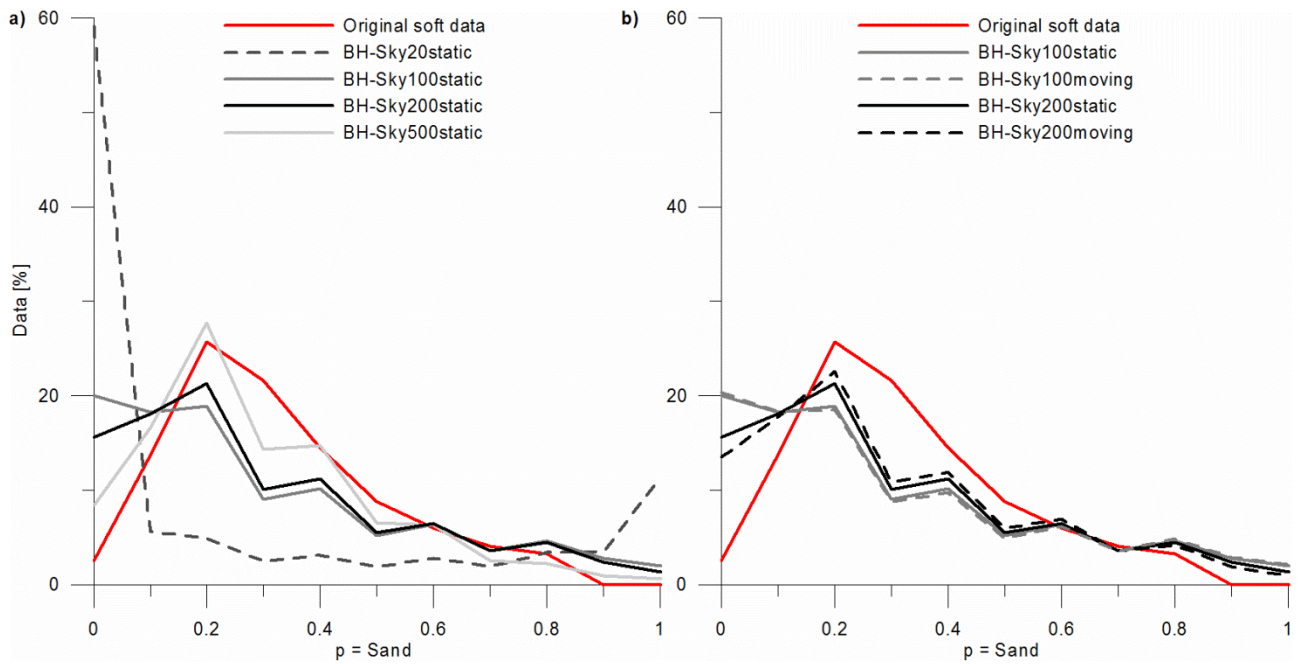 a)
60
40
20
0
Data [%]
Original soft data
BH-Sky20static
BH-Sky100static
BH-Sky200static
BH-Sky500static
0 0.2 0.4 0.6 0.8 1
p = Sand
b)
60
40
20
0
Original soft data
BH-Sky100static
BH-Sky100moving
BH-Sky200static
BH-Sky200moving
0 0.2 0.4 0.6 0.8 1
p = Sand